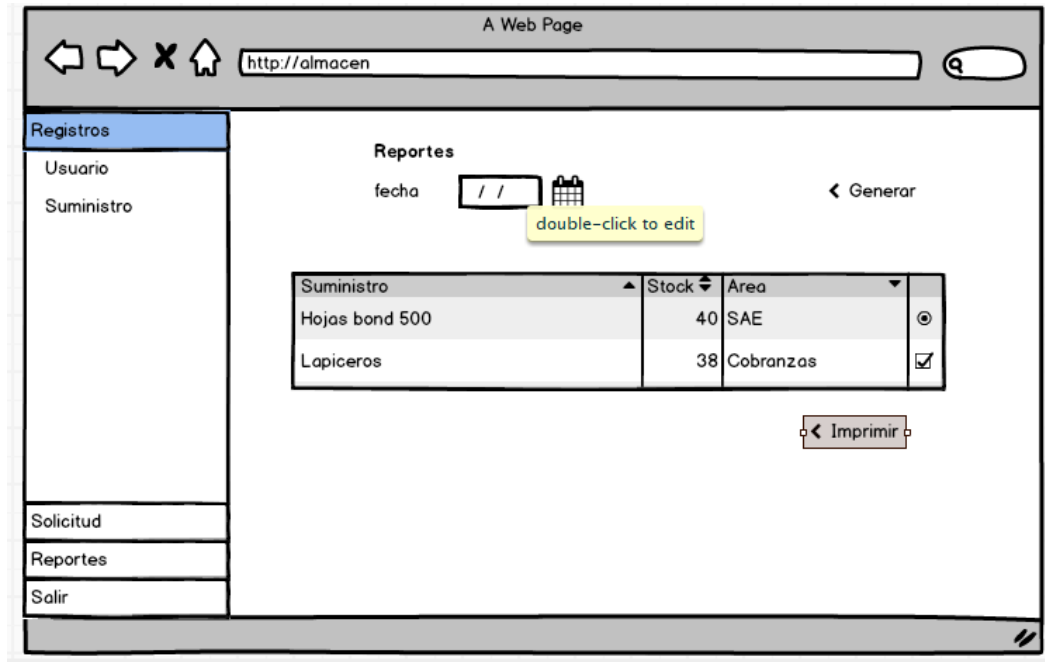 A Web Page
http://almacen
Registros
Usuario
Suministro
Solicitud
Reportes
Salir
Reportes
fecha / / Generar
double-click to edit
Suministro Stock Area
Hojas bond 500 40 SAE
Lapiceros 38 Cobranzas
Imprimir